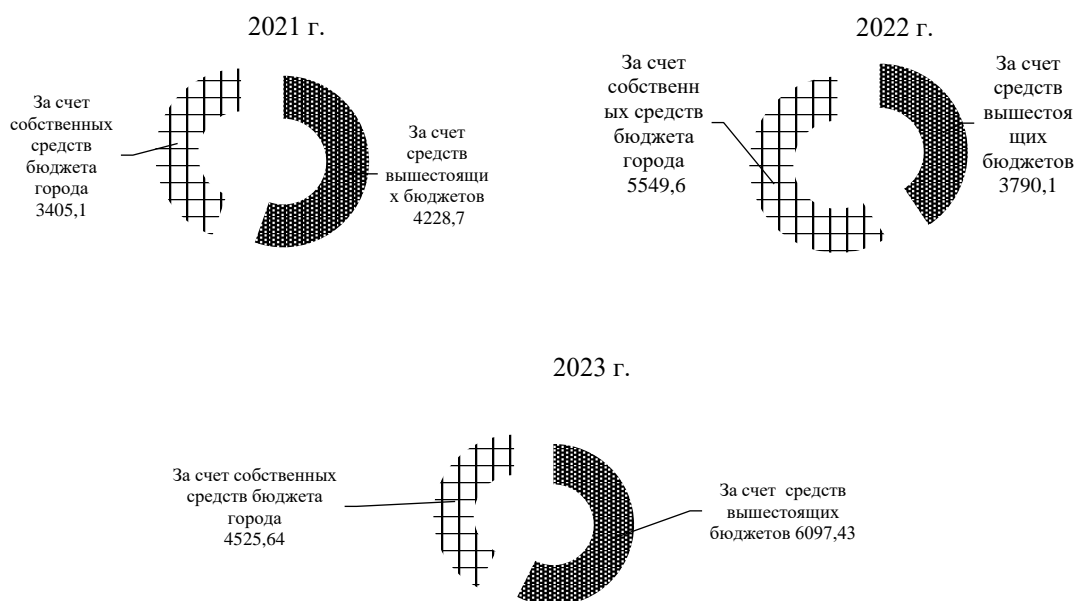 2021 г.
За счет
собственных
средств
бюджета
города
3405,1
За счет
средств
вышестоящи
х бюджетов
4228,7
2022 г.
За счет
собственн
ых средств
бюджета
города
5549,6
За счет
средств
вышестоя
щих
бюджетов
3790,1
2023 г.
За счет собственных
средств бюджета
города
4525,64
За счет средств
вышестоящих
бюджетов 6097,43